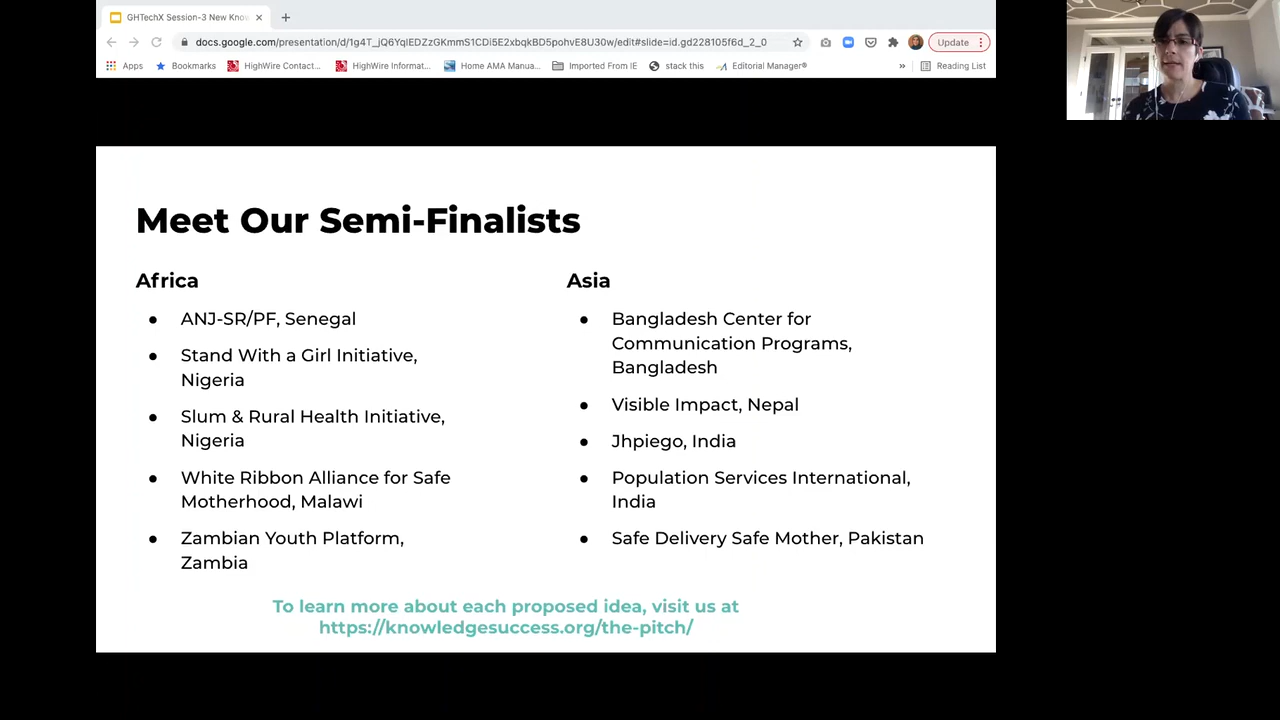 GHTechX Session-3 New Know
docs.google.com/presentation/d/1g4T_jQ6YqIEDZzGhmmS1CDi5E2xbqkBD5pohvE8U30w/edit#slide=id.gd228105f6d_2_0
Update
Apps
Bookmarks
HighWire Contact...
HighWire Informat...
Home AMA Manua...
Imported From IE
stack this
Editorial Manager®
»
Reading List
Meet Our Semi-Finalists
Africa
● ANJ-SR/PF, Senegal
● Stand With a Girl Initiative,
Nigeria
● Slum & Rural Health Initiative,
Nigeria
● White Ribbon Alliance for Safe
Motherhood, Malawi
● Zambian Youth Platform,
Zambia
Asia
● Bangladesh Center for
Communication Programs,
Bangladesh
● Visible Impact, Nepal
● Jhpiego, India
● Population Services International,
India
● Safe Delivery Safe Mother, Pakistan
To learn more about each proposed idea, visit us at
https://knowledgesuccess.org/the-pitch/